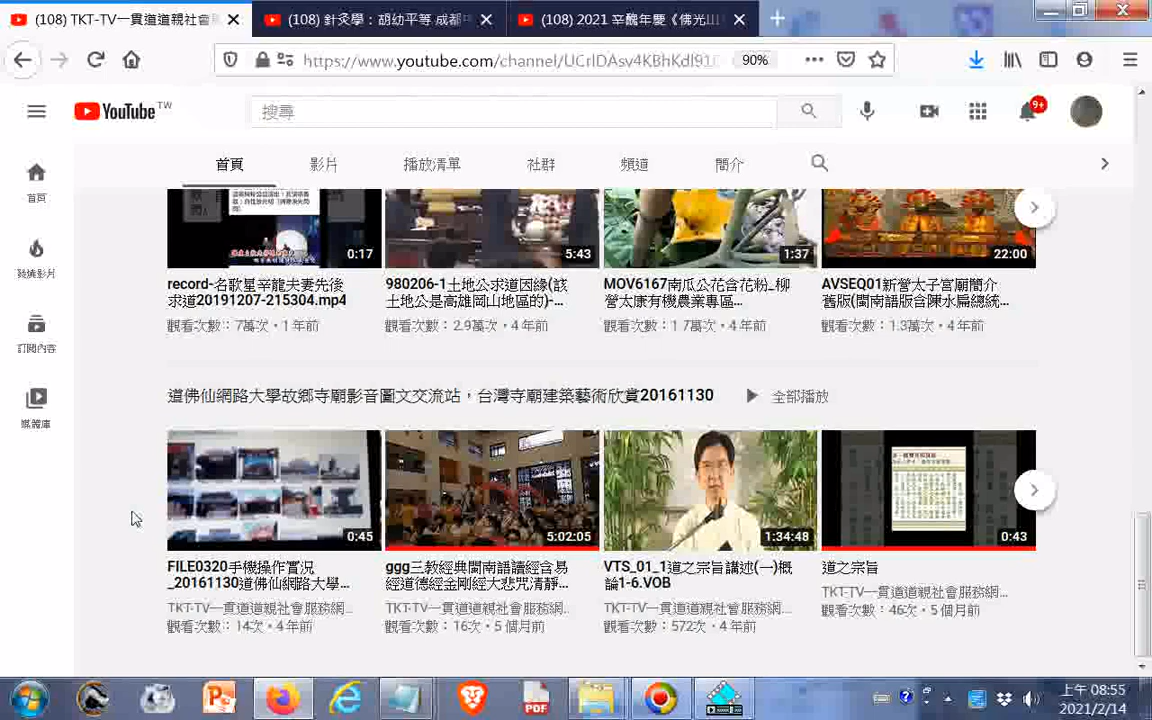 (108) TKT-TV一貫道道親社會
(108) 針灸學：胡幼平等 成都
(108) 2021 辛醜年慶《佛光山
https://www.youtube.com/channel/UCrIDAsv4KBhKdl91
90%
YouTube TW
搜尋
9+
首頁
影片
播放清單
社群
頻道
簡介
首頁
發燒影片
訂閱內容
媒體庫
0:17
5:43
1:37
22:00
record-名歌星辛龍夫妻先後
求道20191207-215304.mp4
觀看次數：7萬次・1 年前
980206-1土地公求道因緣(該
土地公是高雄岡山地區的)-...
觀看次數：2.9萬次・4 年前
MOV6167南瓜公花含花粉_柳
營太康有機農業專區...
觀看次數：1.7萬次・4 年前
AVSEQ01新營太子宮廟簡介
舊版(閩南語版含陳水扁總統...
觀看次數：1.3萬次・4 年前
道佛仙網路大學故鄉寺廟影音圖文交流站，台灣寺廟建築藝術欣賞20161130
全部播放
0:45
5:02:05
1:34:48
0:43
FILE0320手機操作實況
_20161130道佛仙網路大學...
TKT-TV一貫道道親社會服務網...
觀看次數：14次・4 年前
ggg三教經典閩南語讀經含易
經道德經金剛經大悲咒清靜...
TKT-TV一貫道道親社會服務網...
觀看次數：16次・5 個月前
VTS_01_1道之宗旨講述(一)概
論1-6.VOB
TKT-TV一貫道道親社會服務網...
觀看次數：572次・4 年前
道之宗旨
TKT-TV一貫道道親社會服務網...
觀看次數：46次・5 個月前
PDF
上午 08:55
2021/2/14